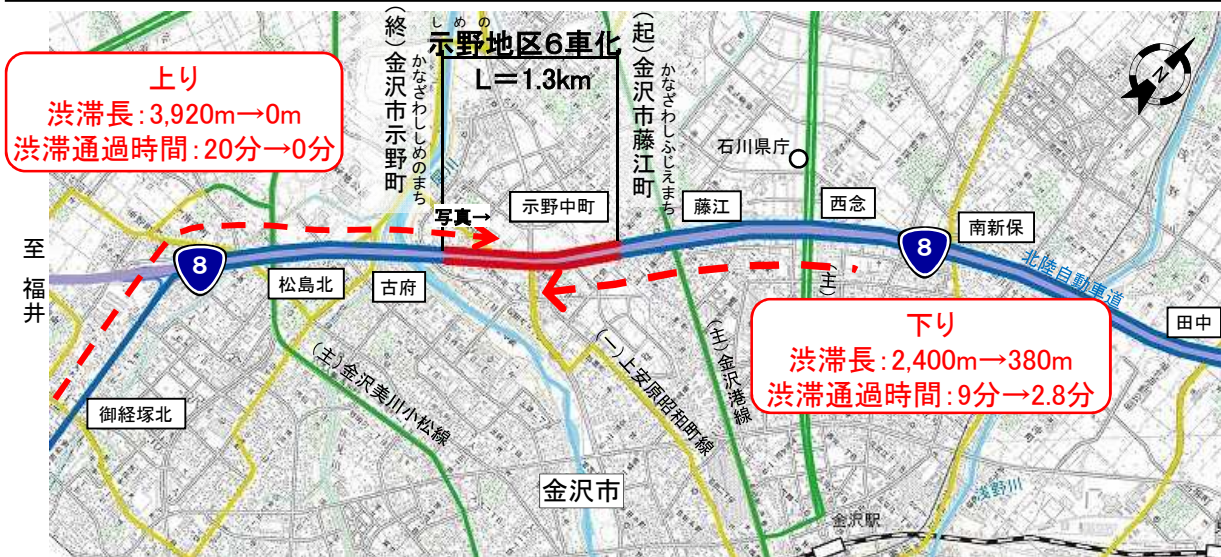 示野地区6車化
しめの
L=1.3km
(終)金沢市示野町
かなざわししめのまち
(起)金沢市藤江町
かなざわしふじえまち
上り
渋滞長:3,920m→0m
渋滞通過時間:20分→0分
N
石川県庁
写真→
示野中町
藤江
西念
南新保
至 福井
8
8
松島北
古府
北陸自動車道
(主)
田中
下り
渋滞長:2,400m→380m
渋滞通過時間:9分→2.8分
御経塚北
(主)金沢美川小松線
(一)上安原昭和町線
(主)金沢港線
金沢市
浅野川
金沢駅